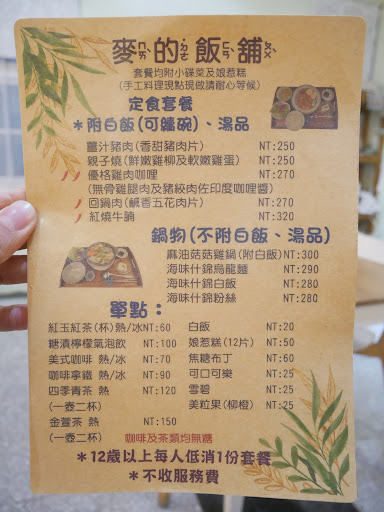 麥的飯舖
ㄇㄞˋ ㄉㄜ˙ ㄈㄢˋ ㄆㄨˋ
套餐均附小碟菜及娘惹糕
(手工料理現點現做請耐心等候)
定食套餐
*附白飯(可續碗)、湯品
薑汁豬肉(香甜豬肉片) NT:250
親子燒(鮮嫩雞柳及軟嫩雞蛋) NT:250
優格雞肉咖哩 NT:270
(無骨雞腿肉及豬絞肉佐印度咖哩醬)
回鍋肉(鹹香五花肉片) NT:270
紅燒牛腩 NT:320
鍋物(不附白飯、湯品)
麻油菇菇雞鍋(附白飯) NT:300
海味什錦烏龍麵 NT:290
海味什錦白飯 NT:280
海味什錦粉絲 NT:280
單點:
紅玉紅茶(杯)熱/冰 NT:60
糖漬檸檬氣泡飲 NT:100
美式咖啡 熱/冰 NT:70
咖啡拿鐵 熱/冰 NT:90
四季青茶 熱 NT:120
(一壺二杯)
金萱茶 熱 NT:150
(一壺二杯)
白飯 NT:20
娘惹糕(12片) NT:50
焦糖布丁 NT:60
可口可樂 NT:25
雪碧 NT:25
美粒果(柳橙) NT:25
咖啡及茶類均無糖
*12歲以上每人低消1份套餐
*不收服務費